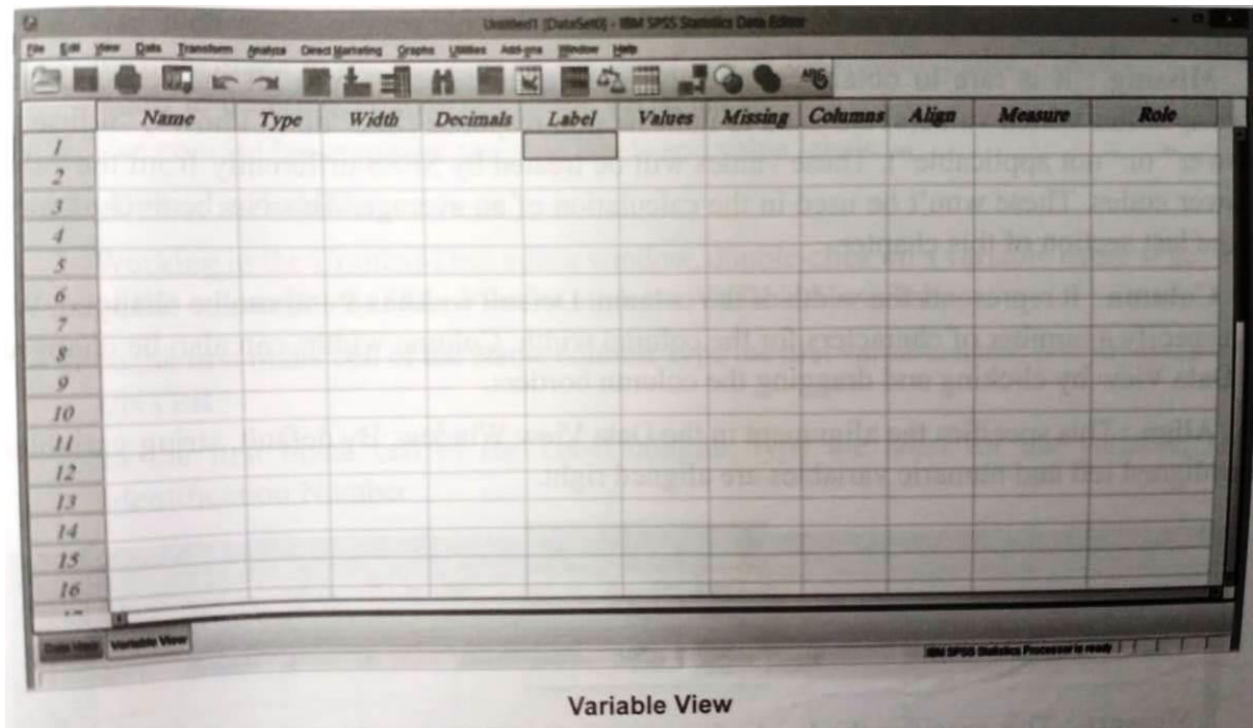 Untitled1 [DataSet0] - IBM SPSS Statistics Data Editor
File Edit View Data Transform Analyze Direct Marketing Graphs Utilities Add-ons Window Help
Name Type Width Decimals Label Values Missing Columns Align Measure Role
1
2
3
4
5
6
7
8
9
10
11
12
13
14
15
16
Data View Variable View
IBM SPSS Statistics Processor is ready
Variable View